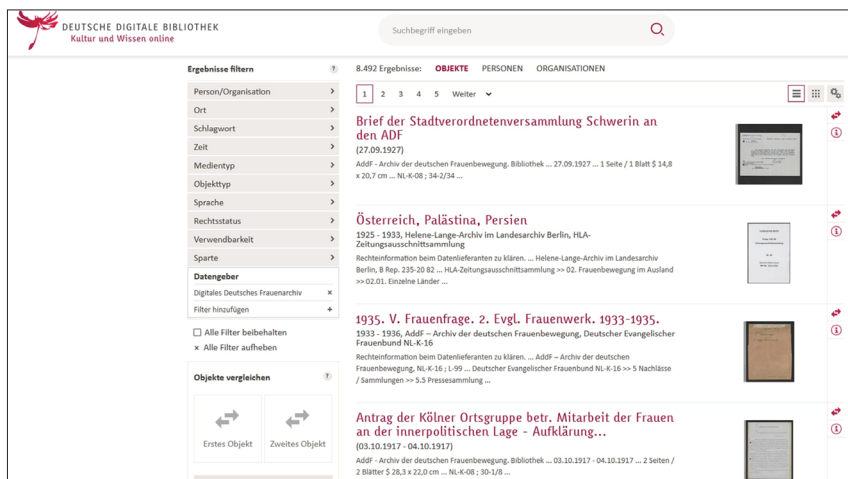 DEUTSCHE DIGITALE BIBLIOTHEK
Kultur und Wissen online
Suchbegriff eingeben
Ergebnisse filtern ?
Person/Organisation >
Ort >
Schlagwort >
Zeit >
Medientyp >
Objekttyp >
Sprache >
Rechtsstatus >
Verwendbarkeit >
Sparte >
Datengeber
Digitales Deutsches Frauenarchiv ×
Filter hinzufügen +
Alle Filter beibehalten
× Alle Filter aufheben
Objekte vergleichen ?
Erstes Objekt
Zweites Objekt
8.492 Ergebnisse: OBJEKTE PERSONEN ORGANISATIONEN
1 2 3 4 5 Weiter
Brief der Stadtverordnetenversammlung Schwerin an
den ADF
(27.09.1927)
AddF - Archiv der deutschen Frauenbewegung. Bibliothek ... 27.09.1927 ... 1 Seite / 1 Blatt $ 14,8
x 20,7 cm ... NL-K-08 ; 34-2/34 ...
Österreich, Palästina, Persien
1925 - 1933, Helene-Lange-Archiv im Landesarchiv Berlin, HLA-
Zeitungsausschnittsammlung
Rechteinformation beim Datenlieferanten zu klären. ... Helene-Lange-Archiv im Landesarchiv
Berlin, B Rep. 235-20 82 ... HLA-Zeitungsausschnittsammlung >> 02. Frauenbewegung im Ausland
>> 02.01. Einzelne Länder ...
1935. V. Frauenfrage. 2. Evgl. Frauenwerk. 1933-1935.
1933 - 1936, AddF – Archiv der deutschen Frauenbewegung, Deutscher Evangelischer
Frauenbund NL-K-16
Rechteinformation beim Datenlieferanten zu klären. ... AddF – Archiv der deutschen
Frauenbewegung, NL-K-16 ; L-99 ... Deutscher Evangelischer Frauenbund NL-K-16 >> 5 Nachlässe
/ Sammlungen >> 5.5 Pressesammlung ...
Antrag der Kölner Ortsgruppe betr. Mitarbeit der Frauen
an der innerpolitischen Lage - Aufklärung...
(03.10.1917 - 04.10.1917)
AddF - Archiv der deutschen Frauenbewegung. Bibliothek ... 03.10.1917 - 04.10.1917 ... 2 Seiten /
2 Blätter $ 28,3 x 22,0 cm ... NL-K-08 ; 30-1/8 ...